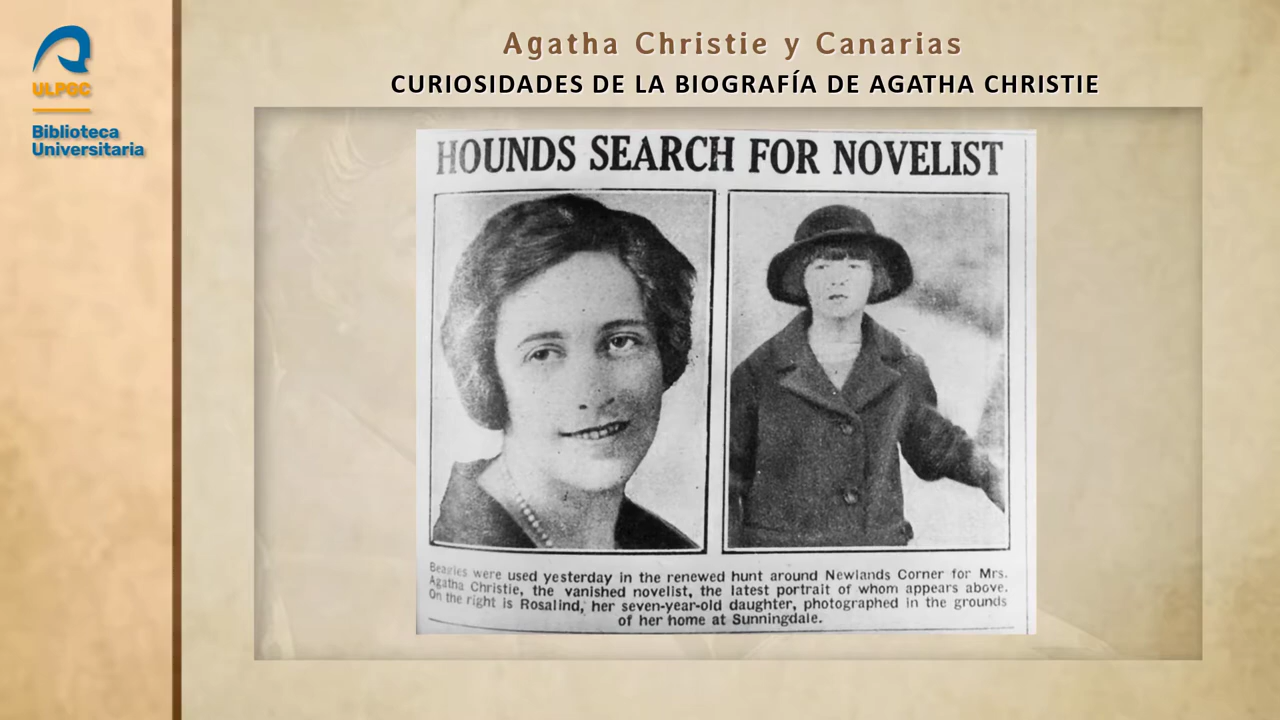 ULPGC
Biblioteca
Universitaria
Agatha Christie y Canarias
CURIOSIDADES DE LA BIOGRAFÍA DE AGATHA CHRISTIE
HOUNDS SEARCH FOR NOVELIST
Beagles were used yesterday in the renewed hunt around Newlands Corner for Mrs.
Agatha Christie, the vanished novelist, the latest portrait of whom appears above.
On the right is Rosalind, her seven-year-old daughter, photographed in the grounds
of her home at Sunningdale.